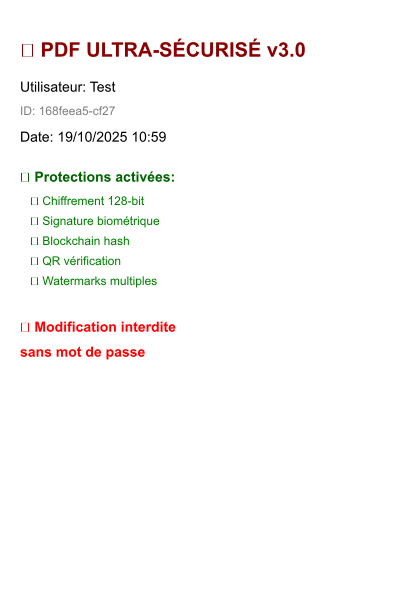 PDF ULTRA-SÉCURISÉ v3.0
Utilisateur: Test
ID: 168feea5-cf27
Date: 19/10/2025 10:59
Protections activées:
Chiffrement 128-bit
Signature biométrique
Blockchain hash
QR vérification
Watermarks multiples
Modification interdite
sans mot de passe